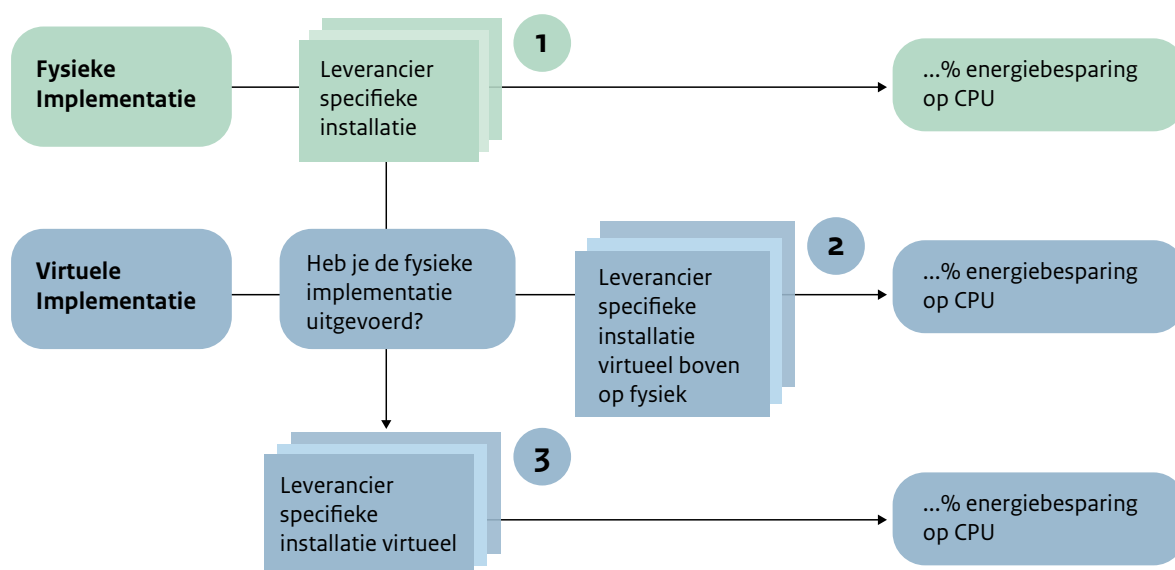 1
Fysieke
Implementatie
Leverancier
specifieke
installatie
...% energiebesparing
op CPU
Virtuele
Implementatie
Heb je de fysieke
implementatie
uitgevoerd?
2
Leverancier
specifieke
installatie
virtueel boven
op fysiek
...% energiebesparing
op CPU
3
Leverancier
specifieke
installatie virtueel
...% energiebesparing
op CPU